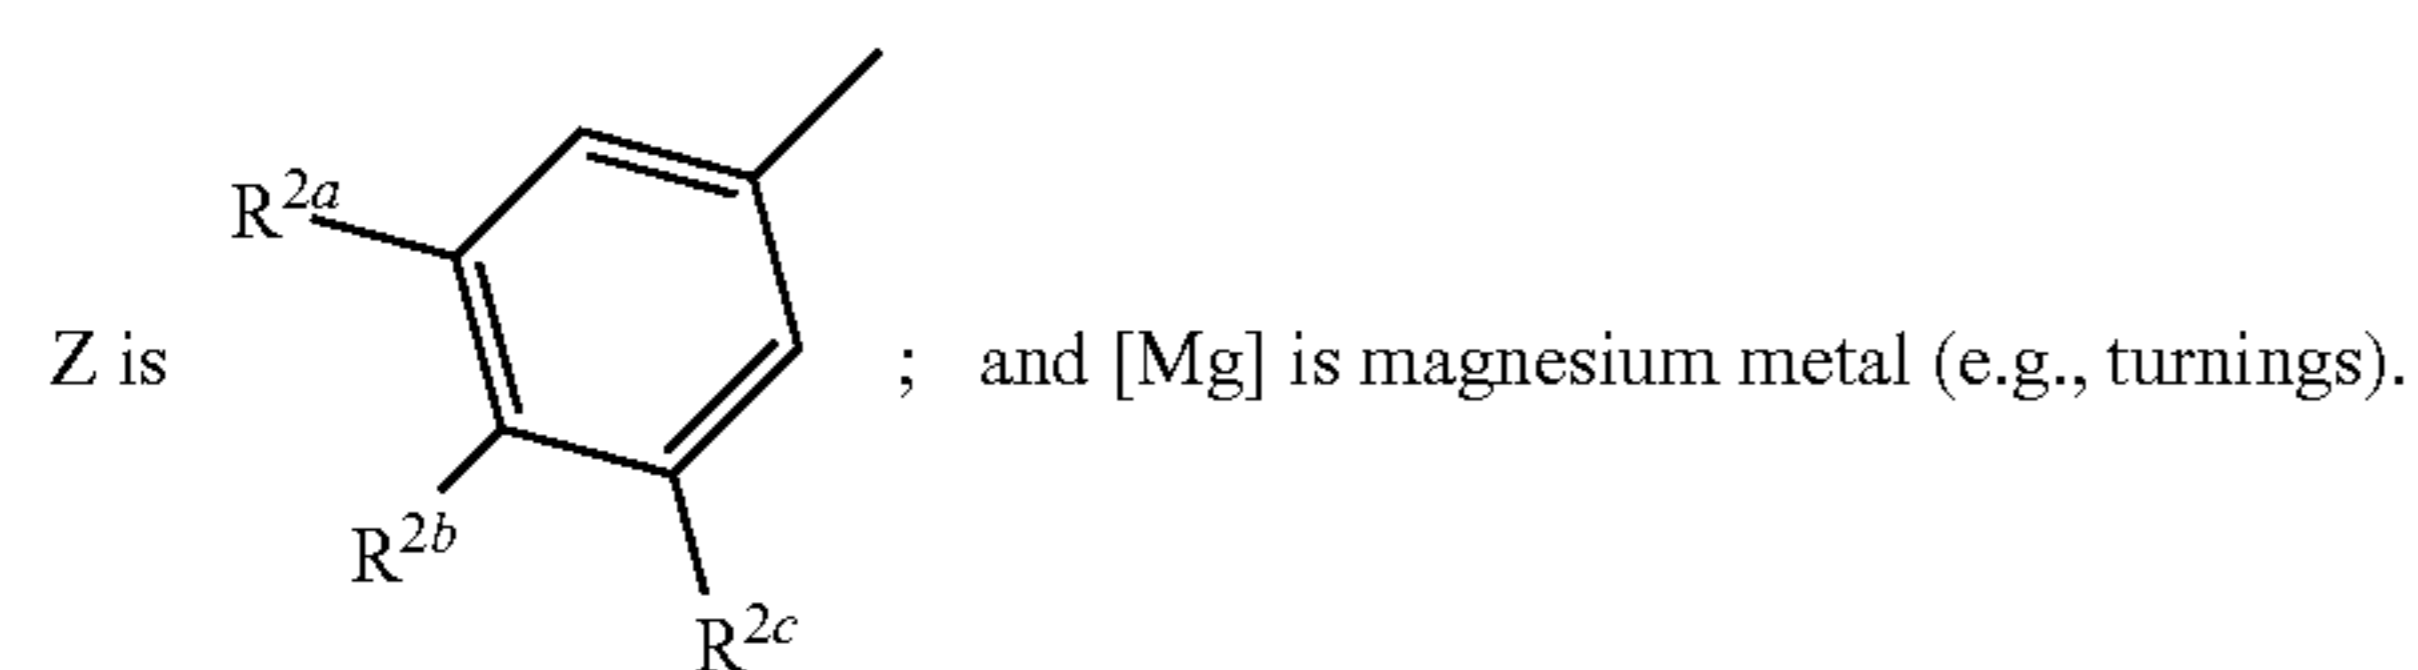 R2a
Z is ; and [Mg] is magnesium metal (e.g., turnings).
R2b
R2c